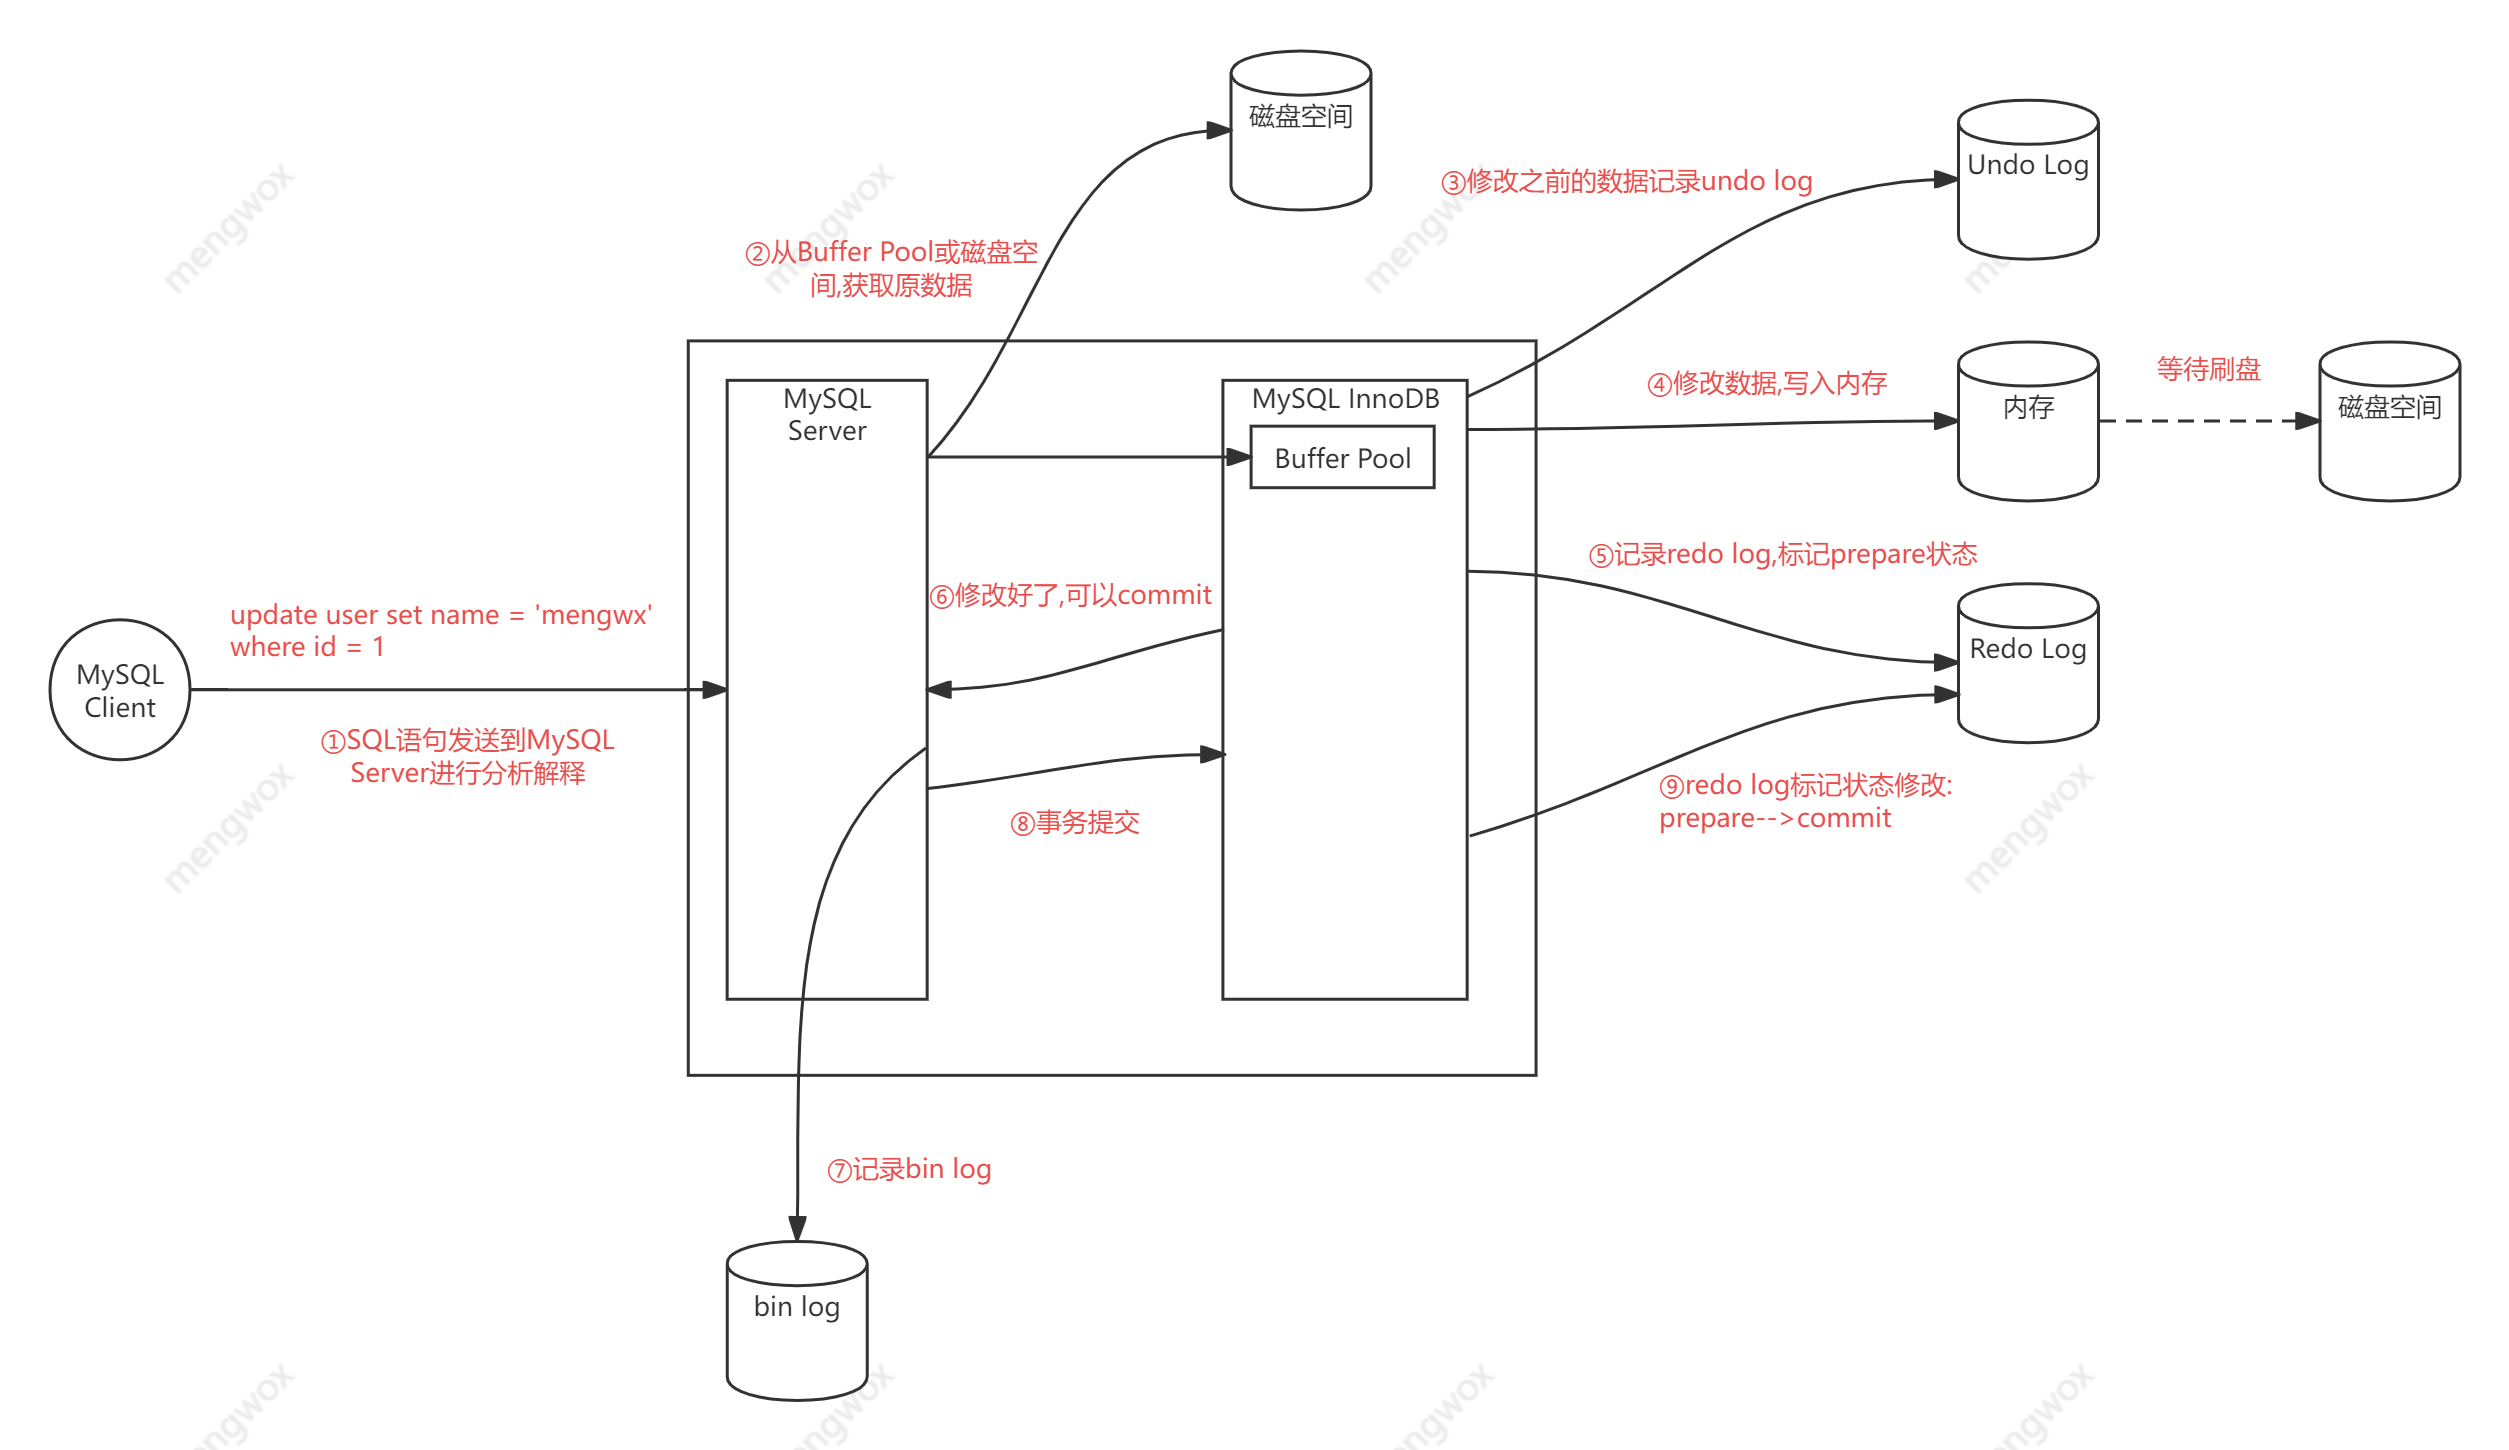 磁盘空间
Undo Log
③修改之前的数据记录undo log
②从Buffer Pool或磁盘空
间,获取原数据
MySQL
Server
MySQL InnoDB
Buffer Pool
④修改数据,写入内存
内存
等待刷盘
磁盘空间
⑤记录redo log,标记prepare状态
Redo Log
⑥修改好了,可以commit
update user set name = 'mengwx'
where id = 1
MySQL
Client
①SQL语句发送到MySQL
Server进行分析解释
⑧事务提交
⑨redo log标记状态修改:
prepare-->commit
⑦记录bin log
bin log
mengwox
mengwox
mengwox
mengwox
mengwox